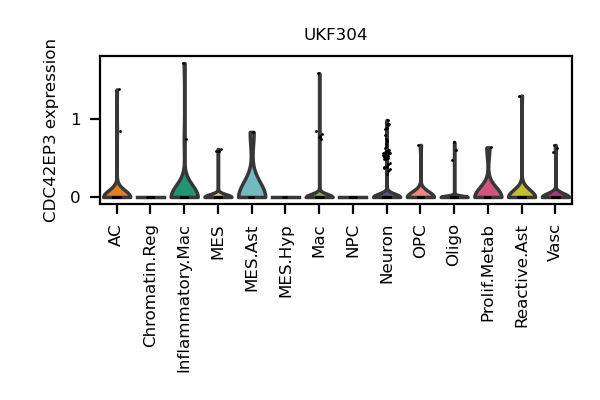 UKF304
CDC42EP3 expression
1
0
AC
Chromatin.Reg
Inflammatory.Mac
MES
MES.Ast
MES.Hyp
Mac
NPC
Neuron
OPC
Oligo
Prolif.Metab
Reactive.Ast
Vasc